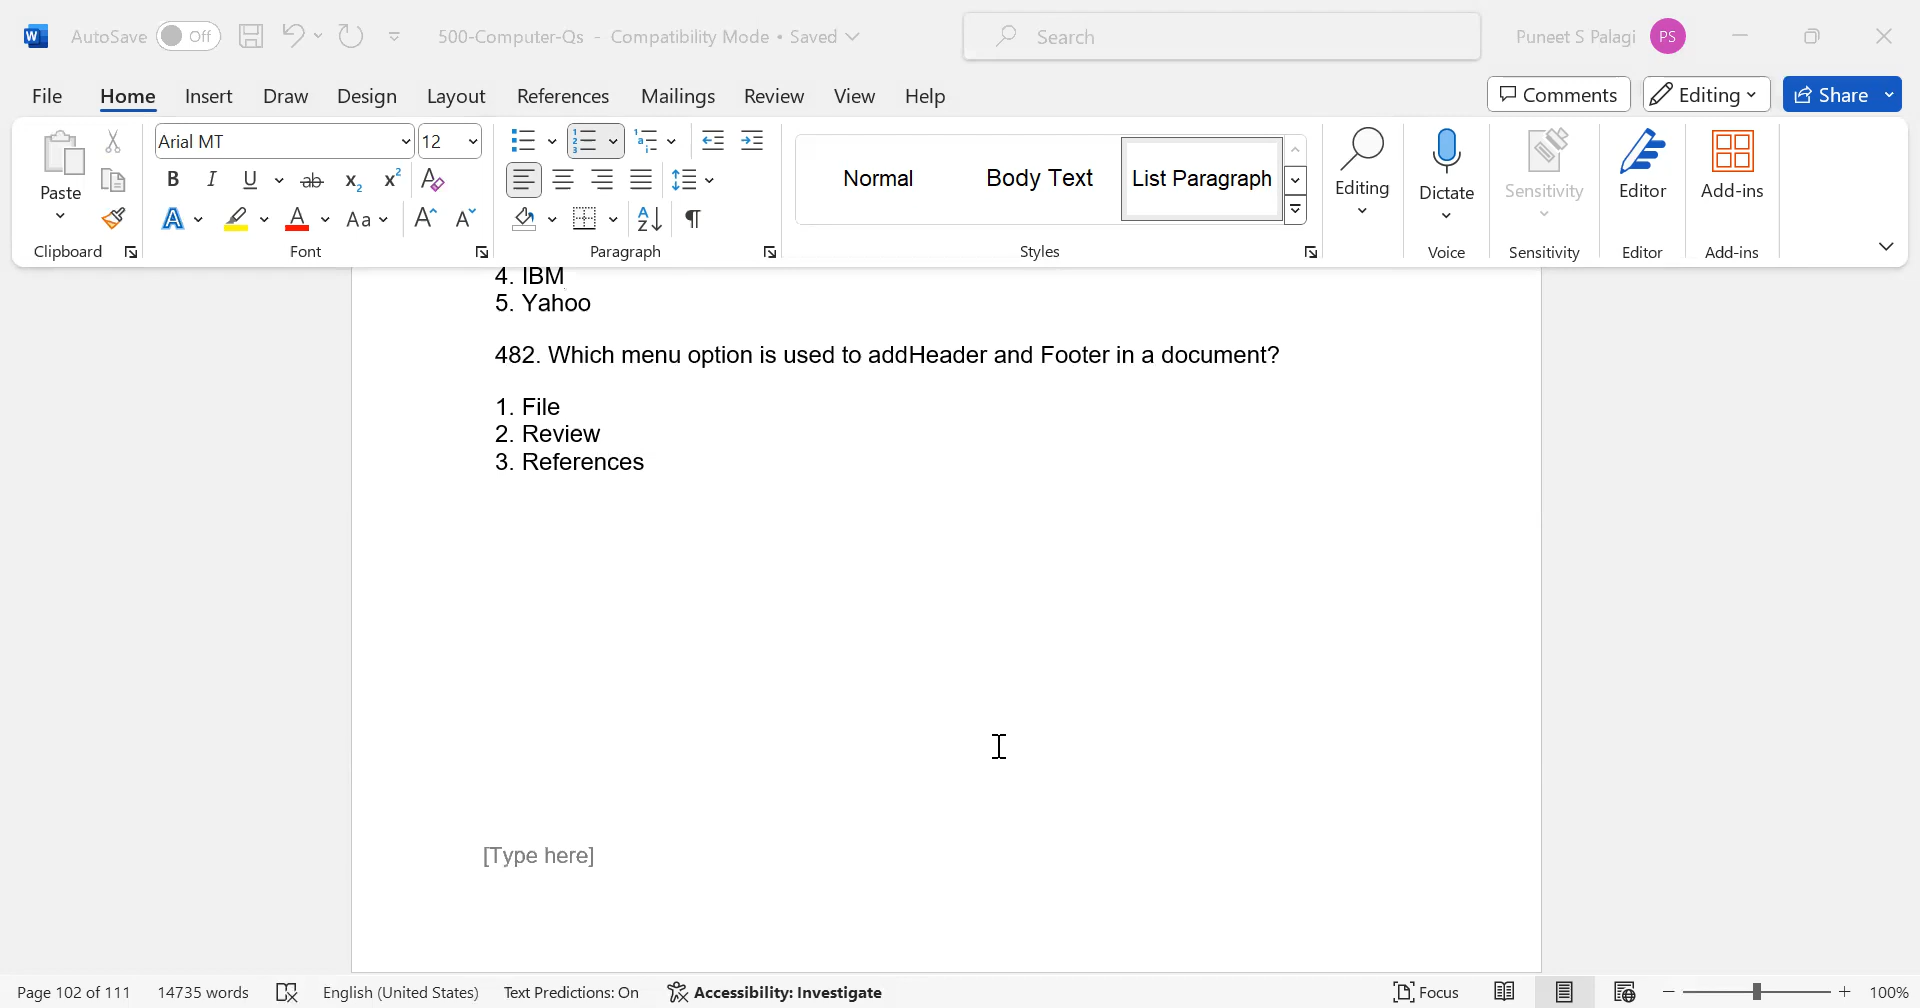 AutoSave Off 500-Computer-Qs - Compatibility Mode • Saved Search Puneet S Palagi PS
File Home Insert Draw Design Layout References Mailings Review View Help Comments Editing Share
Arial MT 12
Paste
Normal Body Text List Paragraph
Editing Dictate Sensitivity Editor Add-ins
Clipboard Font Paragraph Styles Voice Sensitivity Editor Add-ins
4. IBM
5. Yahoo
482. Which menu option is used to addHeader and Footer in a document?
1. File
2. Review
3. References
[Type here]
Page 102 of 111 14735 words English (United States) Text Predictions: On Accessibility: Investigate Focus 100%